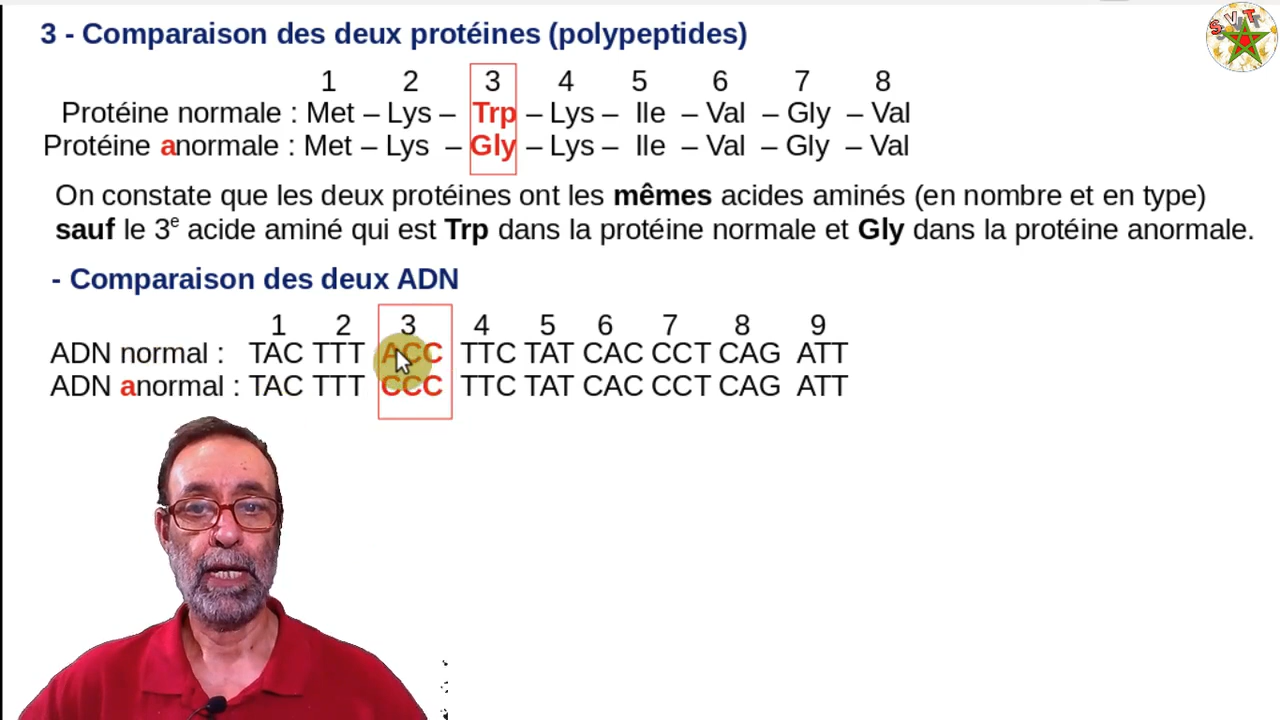 3 - Comparaison des deux protéines (polypeptides)
SVITT
1 2 3 4 5 6 7 8
Protéine normale : Met – Lys – Trp – Lys – Ile – Val – Gly – Val
Protéine anormale : Met – Lys – Gly – Lys – Ile – Val – Gly – Val
On constate que les deux protéines ont les mêmes acides aminés (en nombre et en type)
sauf le 3e acide aminé qui est Trp dans la protéine normale et Gly dans la protéine anormale.
- Comparaison des deux ADN
1 2 3 4 5 6 7 8 9
ADN normal : TAC TTT ACC TTC TAT CAC CCT CAG ATT
ADN anormal : TAC TTT CCC TTC TAT CAC CCT CAG ATT